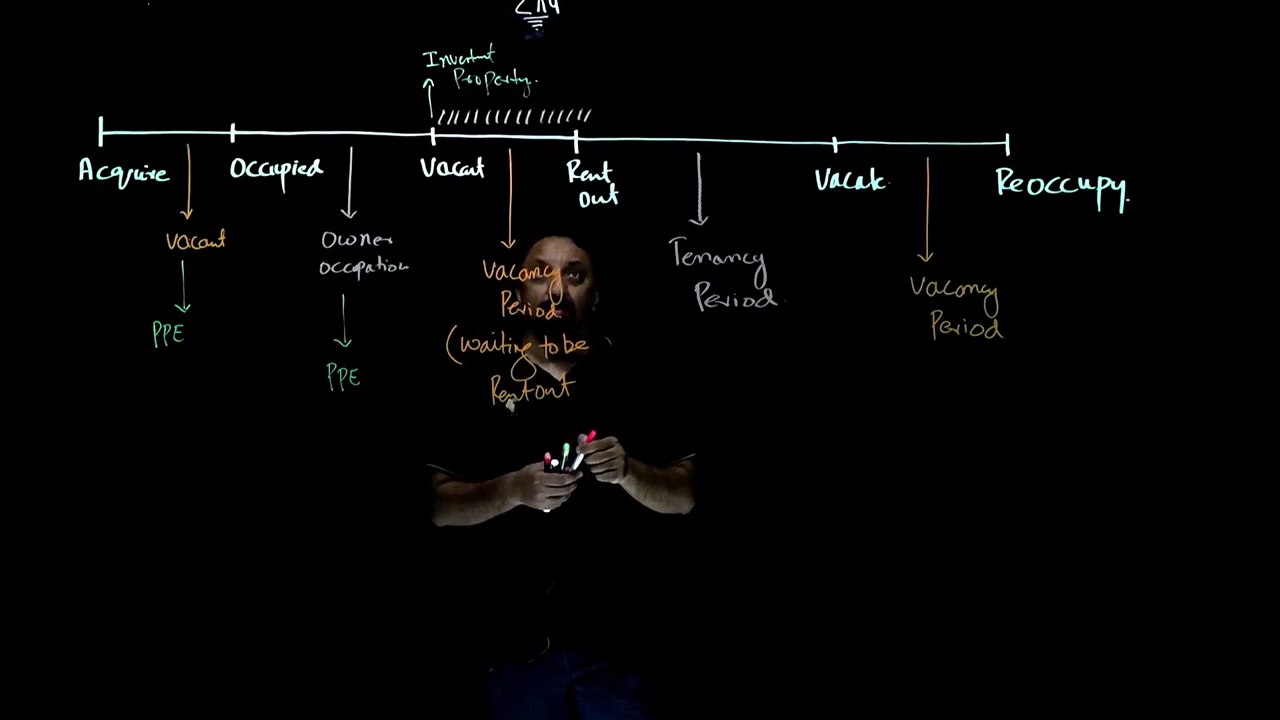 Property.
Acquire
Occupied
Vacant
Rent
Out
Vacate
Reoccupy.
Vacant
PPE
Owner
occupation
PPE
Vacancy
Period
(waiting to be
Rent out
Tenancy
Period.
Vacancy
Period